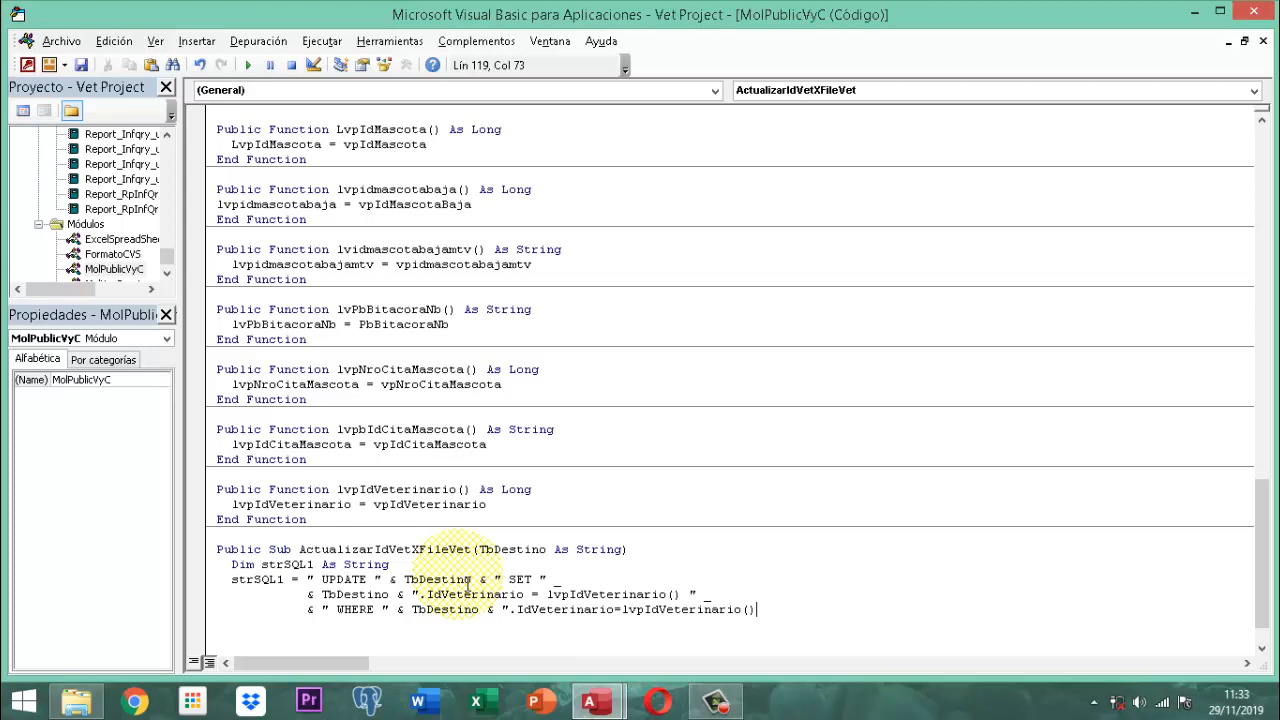 Microsoft Visual Basic para Aplicaciones - Vet Project - [MolPublicVyC (Código)]
Archivo Edición Ver Insertar Depuración Ejecutar Herramientas Complementos Ventana Ayuda
Lín 119, Col 73
Proyecto - Vet Project
(General)
ActualizarIdVetXFileVet
Report_Infqry_u
Report_Infqry_u
Report_Infqry_u
Report_Infqry_u
Report_RpInfQr
Report_RpInfQr
Módulos
ExcelSpreadShe
FormatoCVS
MolPublicVyC
Propiedades - MolPubli
MolPublicVyC Módulo
Alfabética Por categorías
(Name) MolPublicVyC
Public Function LvpIdMascota() As Long
LvpIdMascota = vpIdMascota
End Function
Public Function lvpidmascotabaja() As Long
lvpidmascotabaja = vpIdMascotaBaja
End Function
Public Function lvidmascotabajamtv() As String
lvpidmascotabajamtv = vpidmascotabajamtv
End Function
Public Function lvPbBitacoraNb() As String
lvPbBitacoraNb = PbBitacoraNb
End Function
Public Function lvpNroCitaMascota() As Long
lvpNroCitaMascota = vpNroCitaMascota
End Function
Public Function lvpbIdCitaMascota() As String
lvpIdCitaMascota = vpIdCitaMascota
End Function
Public Function lvpIdVeterinario() As Long
lvpIdVeterinario = vpIdVeterinario
End Function
Public Sub ActualizarIdVetXFileVet(TbDestino As String)
Dim strSQL1 As String
strSQL1 = " UPDATE " & TbDestino & " SET " _
& TbDestino & ".IdVeterinario = lvpIdVeterinario() " _
& " WHERE " & TbDestino & ".IdVeterinario=lvpIdVeterinario()
11:33
29/11/2019